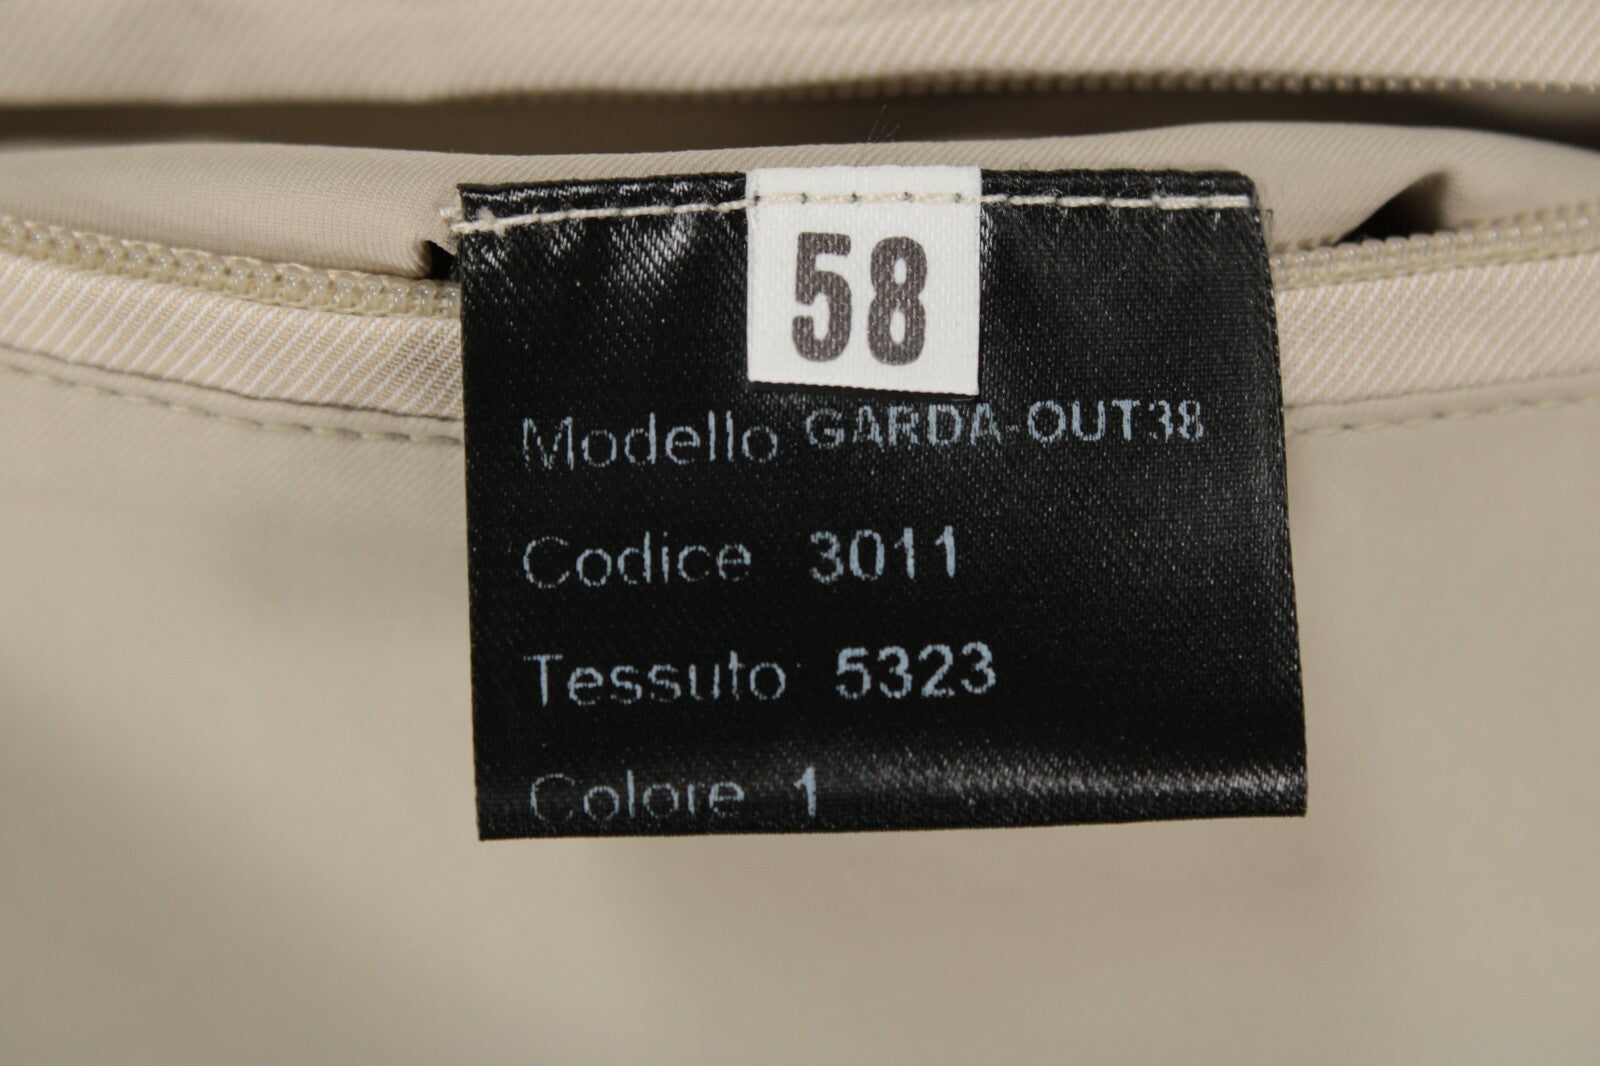 58
Modello GARDA-OUT38
Codice 3011
Tessuto 5323
Colore 1